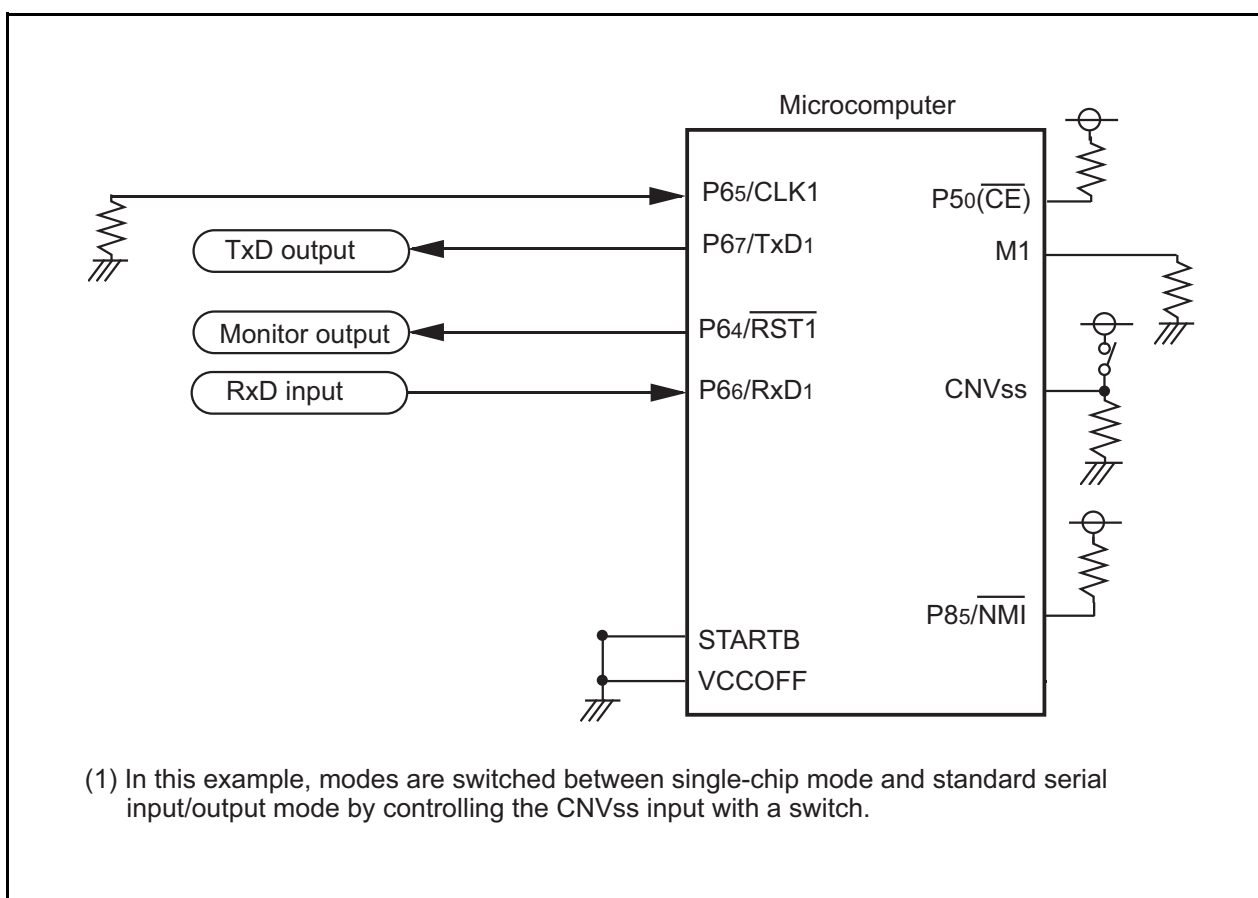 Microcomputer
P65/CLK1
P50(CE)
TxD output
P67/TxD1
M1
Monitor output
P64/RST1
RxD input
P66/RxD1
CNVss
P85/NMI
STARTB
VCCOFF
(1) In this example, modes are switched between single-chip mode and standard serial
input/output mode by controlling the CNVss input with a switch.